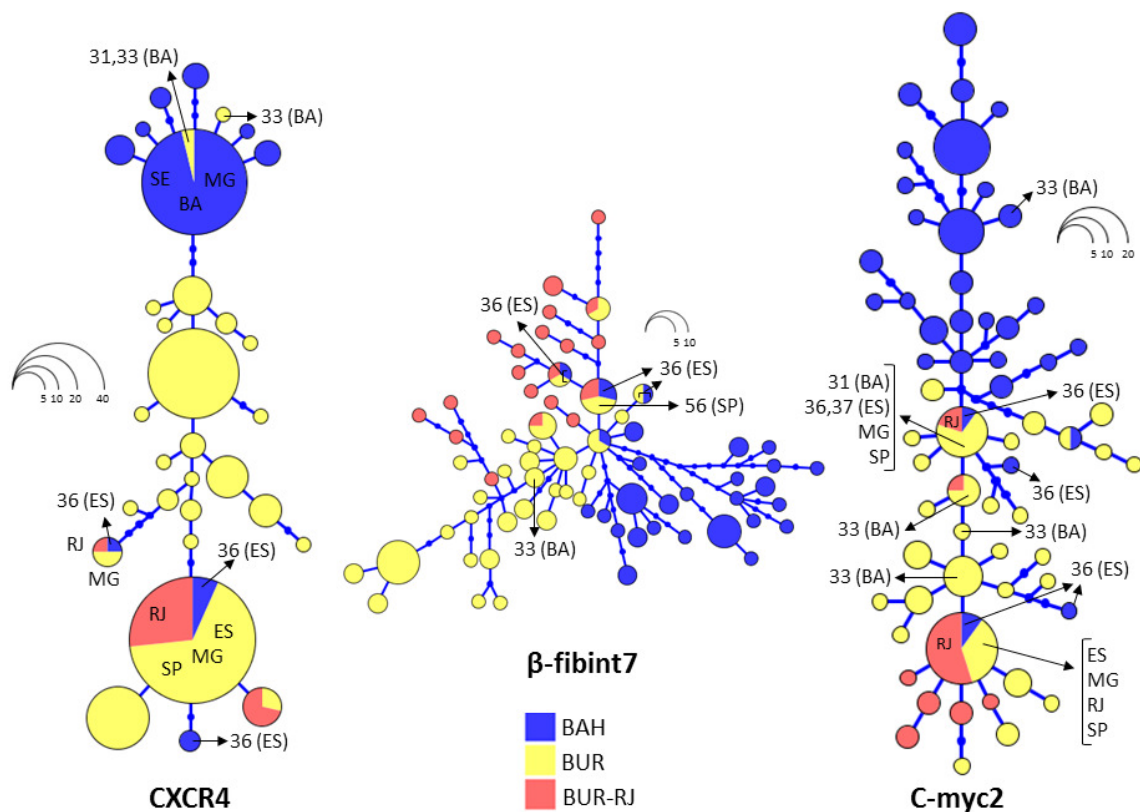 31,33 (BA)
33 (BA)
SE
MG
BA
5 10 20 40
36 (ES)
RJ
MG
36 (ES)
RJ
ES
MG
SP
36 (ES)
CXCR4
36 (ES)
5 10
36 (ES)
56 (SP)
33 (BA)
β-fibint7
BAH
BUR
BUR-RJ
33 (BA)
5 10 20
31 (BA)
36,37 (ES)
MG
SP
RJ
36 (ES)
36 (ES)
33 (BA)
33 (BA)
33 (BA)
36 (ES)
RJ
ES
MG
RJ
SP
C-myc2